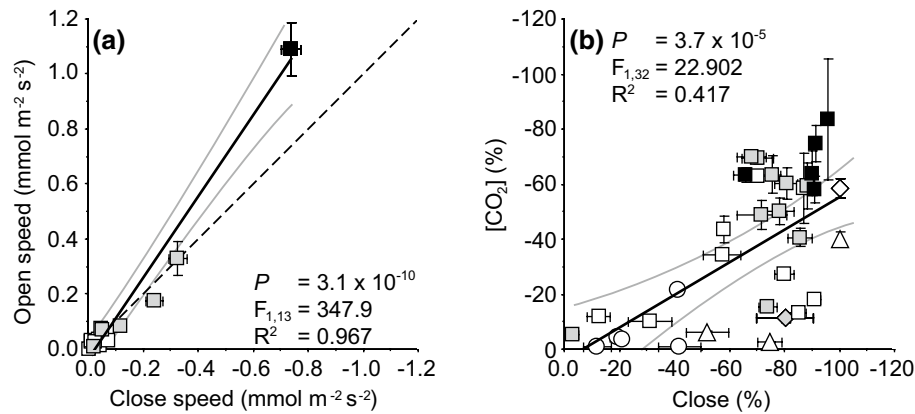 (a)
1.2
1.0
0.8
0.6
0.4
0.2
0.0
Open speed (mmol m⁻² s⁻²)
P = 3.1 x 10⁻¹⁰
F₁,₁₃ = 347.9
R² = 0.967
0.0 -0.2 -0.4 -0.6 -0.8 -1.0 -1.2
Close speed (mmol m⁻² s⁻²)
(b)
P = 3.7 x 10⁻⁵
F₁,₃₂ = 22.902
R² = 0.417
-120
-100
-80
-60
-40
-20
0
[CO₂] (%)
0.0 -20 -40 -60 -80 -100 -120
Close (%)